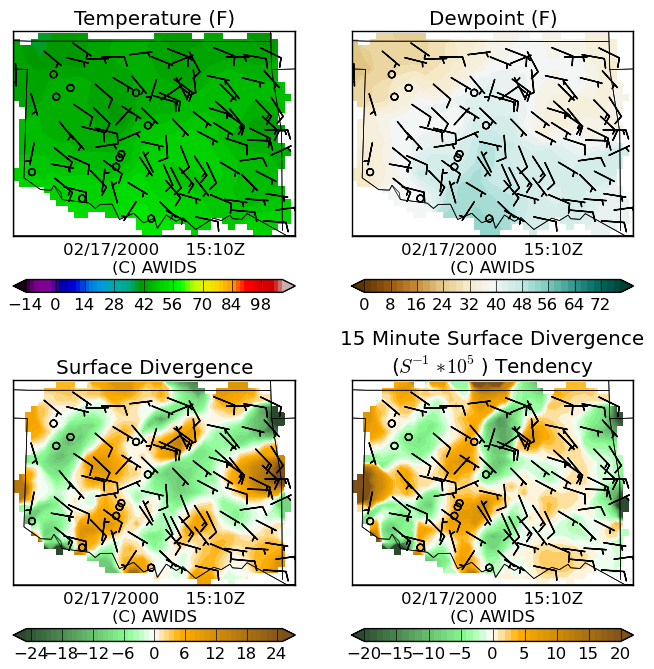 Temperature (F)
02/17/2000 15:10Z
(C) AWIDS
−14 0 14 28 42 56 70 84 98
Dewpoint (F)
02/17/2000 15:10Z
(C) AWIDS
0 8 16 24 32 40 48 56 64 72
Surface Divergence
02/17/2000 15:10Z
(C) AWIDS
−24 −18 −12 −6 0 6 12 18 24
15 Minute Surface Divergence
(S⁻¹ *10⁵ ) Tendency
02/17/2000 15:10Z
(C) AWIDS
−20 −15 −10 −5 0 5 10 15 20